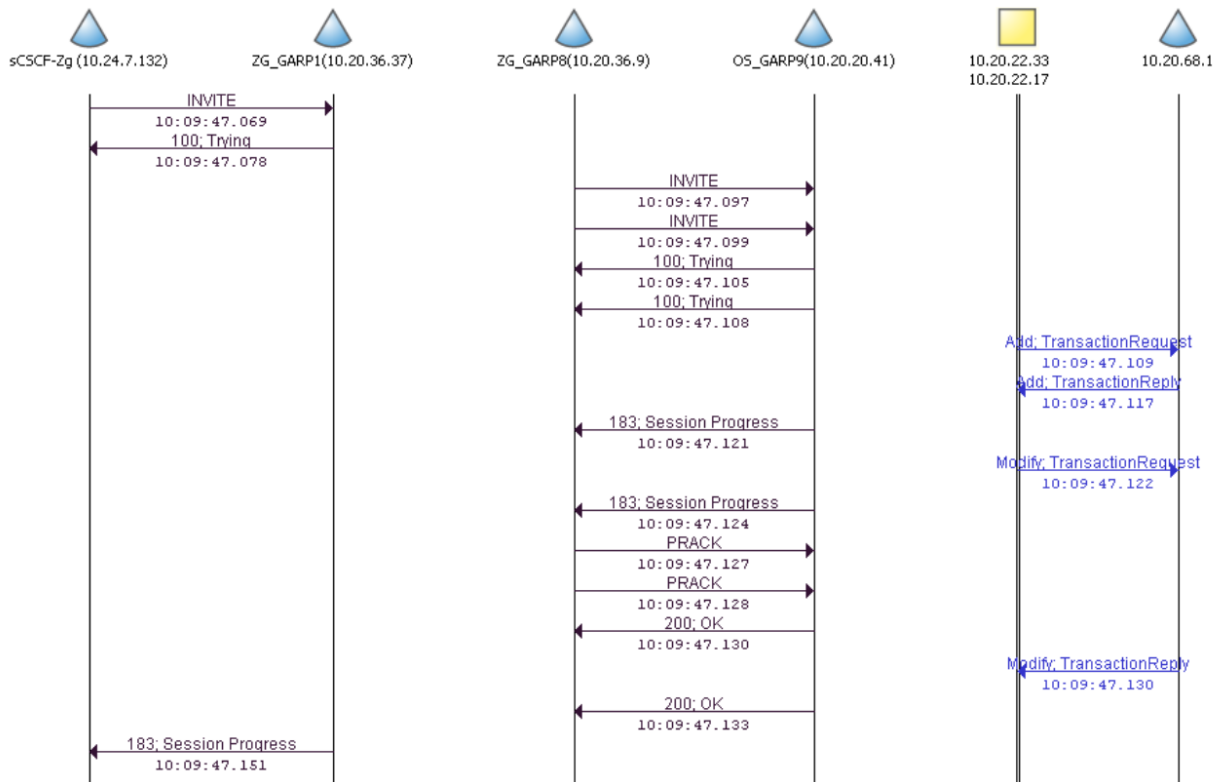 sCSCF-Zg (10.24.7.132)
ZG_GARP1(10.20.36.37)
ZG_GARP8(10.20.36.9)
OS_GARP9(10.20.20.41)
10.20.22.33
10.20.22.17
10.20.68.1
INVITE
10:09:47.069
100; Trying
10:09:47.078
INVITE
10:09:47.097
INVITE
10:09:47.099
100; Trying
10:09:47.105
100; Trying
10:09:47.108
Add; TransactionRequest
10:09:47.109
Add; TransactionReply
10:09:47.117
183; Session Progress
10:09:47.121
Modify; TransactionRequest
10:09:47.122
183; Session Progress
10:09:47.124
PRACK
10:09:47.127
PRACK
10:09:47.128
200; OK
10:09:47.130
Modify; TransactionReply
10:09:47.130
200; OK
10:09:47.133
183; Session Progress
10:09:47.151